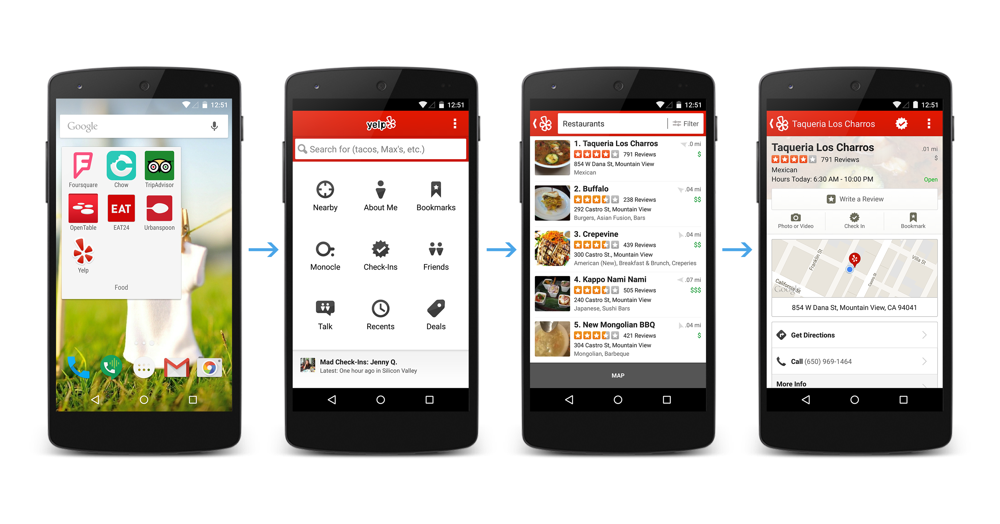 12:51
Google
Foursquare
Chow
TripAdvisor
OpenTable
EAT
EAT24
Urbanspoon
Yelp
Food
12:51
yelp
Search for (tacos, Max's, etc.)
Nearby
About Me
Bookmarks
Monocle
Check-Ins
Friends
Talk
Recents
Deals
Mad Check-Ins: Jenny Q.
Latest: One hour ago in Silicon Valley
12:51
Restaurants
Filter
1. Taqueria Los Charros .0 mi
791 Reviews $
854 W Dana St, Mountain View
Mexican
2. Buffalo .04 mi
238 Reviews $$
292 Castro St, Mountain View
Burgers, Asian Fusion, Bars
3. Crepevine .04 mi
439 Reviews $$
300 Castro St., Mountain View
American (New), Breakfast & Brunch, Creperies
4. Kappo Nami Nami .07 mi
505 Reviews $$$
240 Castro St, Mountain View
Japanese, Sushi Bars
5. New Mongolian BBQ .04 mi
421 Reviews $
304 Castro St, Mountain View
Mongolian, Barbeque
MAP
12:51
Taqueria Los Charros
Taqueria Los Charros .01 mi
791 Reviews $
Mexican
Hours Today: 6:30 AM - 10:00 PM Open
Write a Review
Photo or Video
Check In
Bookmark
Franklin St
Villa St
Castro St
California St
Google
854 W Dana St, Mountain View, CA 94041
Get Directions
Call (650) 969-1464
More Info